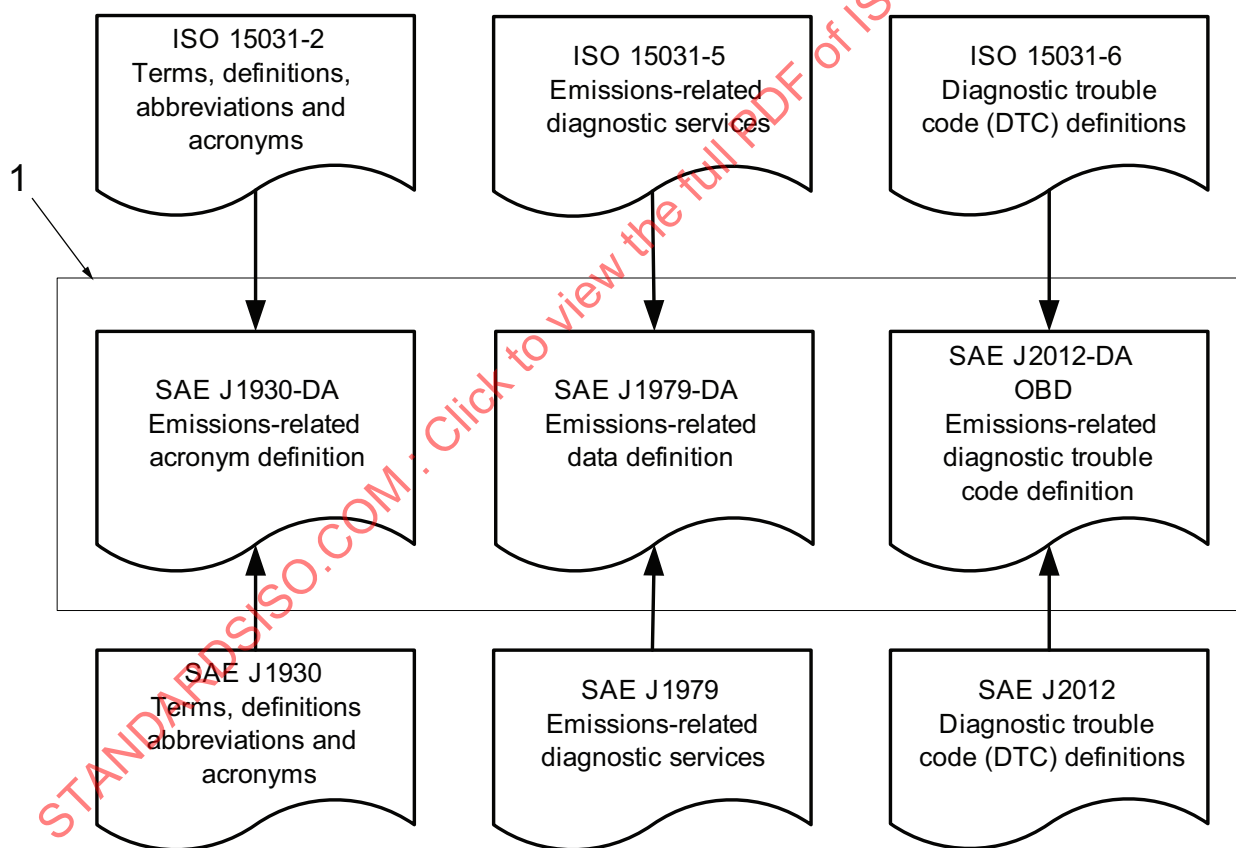 ISO 15031-2
Terms, definitions,
abbreviations and
acronyms
ISO 15031-5
Emissions-related
diagnostic services
ISO 15031-6
Diagnostic trouble
code (DTC) definitions
1
SAE J1930-DA
Emissions-related
acronym definition
SAE J1979-DA
Emissions-related
data definition
SAE J2012-DA
OBD
Emissions-related
diagnostic trouble
code definition
SAE J1930
Terms, definitions
abbreviations and
acronyms
SAE J1979
Emissions-related
diagnostic services
SAE J2012
Diagnostic trouble
code (DTC) definitions
STANDARDSISO.COM : Click to view the full PDF of IS